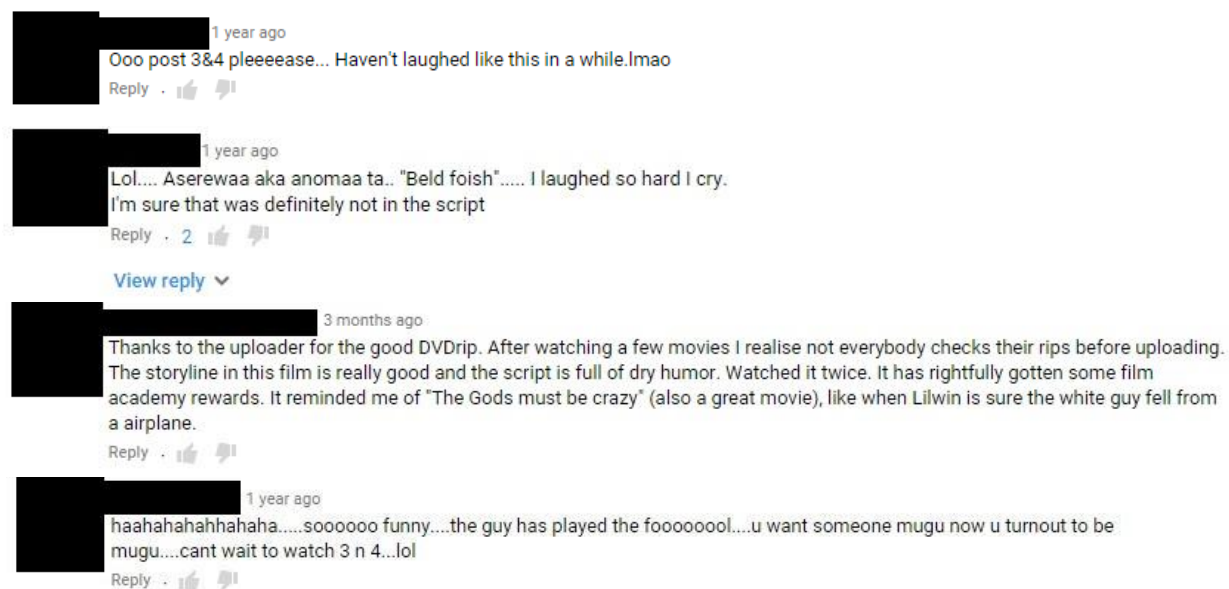 1 year ago
Ooo post 3&4 pleeeease... Haven't laughed like this in a while.lmao
Reply .
1 year ago
Lol.... Aserewaa aka anomaa ta.. "Beld foish"..... I laughed so hard I cry.
I'm sure that was definitely not in the script
Reply . 2
View reply
3 months ago
Thanks to the uploader for the good DVDrip. After watching a few movies I realise not everybody checks their rips before uploading.
The storyline in this film is really good and the script is full of dry humor. Watched it twice. It has rightfully gotten some film
academy rewards. It reminded me of "The Gods must be crazy" (also a great movie), like when Lilwin is sure the white guy fell from
a airplane.
Reply .
1 year ago
haahahahahhahaha.....soooooo funny....the guy has played the foooooool....u want someone mugu now u turnout to be
mugu....cant wait to watch 3 n 4...lol
Reply .